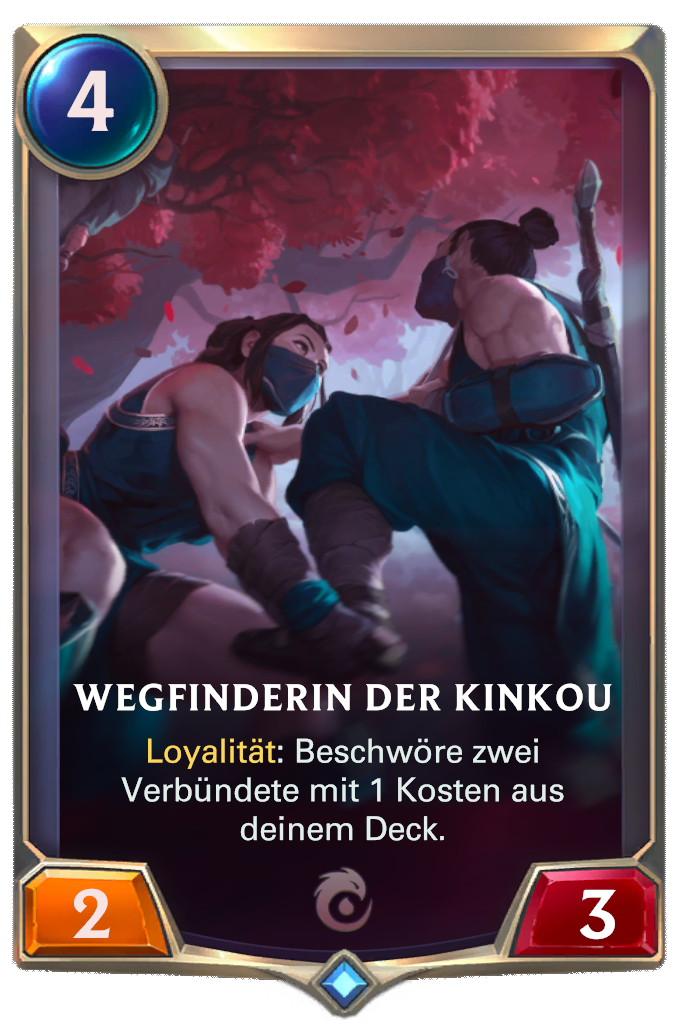 4
WEGFINDERIN DER KINKOU
Loyalität: Beschwöre zwei
Verbündete mit 1 Kosten aus
deinem Deck.
2
3